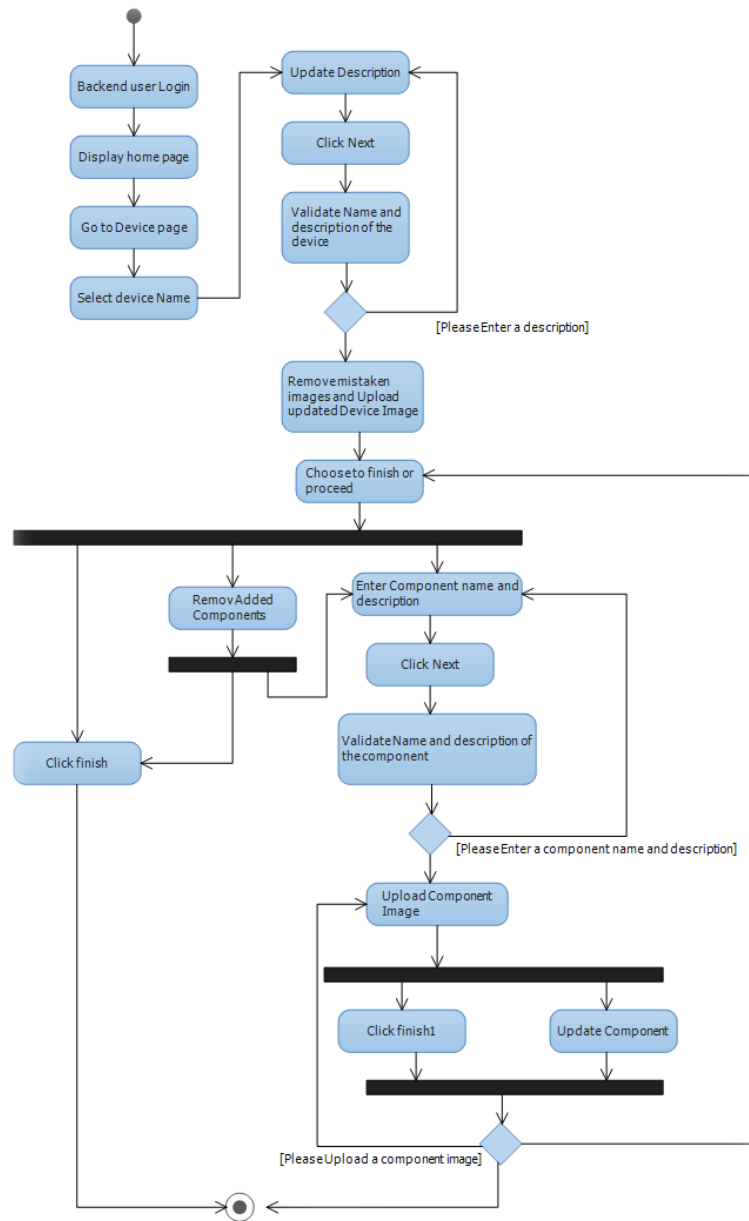 Backend user Login
Display home page
Go to Device page
Select device Name
Update Description
Click Next
Validate Name and
description of the
device
[Please Enter a description]
Remove mistaken
images and Upload
updated Device Image
Choose to finish or
proceed
Remov Added
Components
Enter Component name and
description
Click Next
Validate Name and description of
the component
Click finish
[Please Enter a component name and description]
Upload Component
Image
Click finish1
Update Component
[Please Upload a component image]